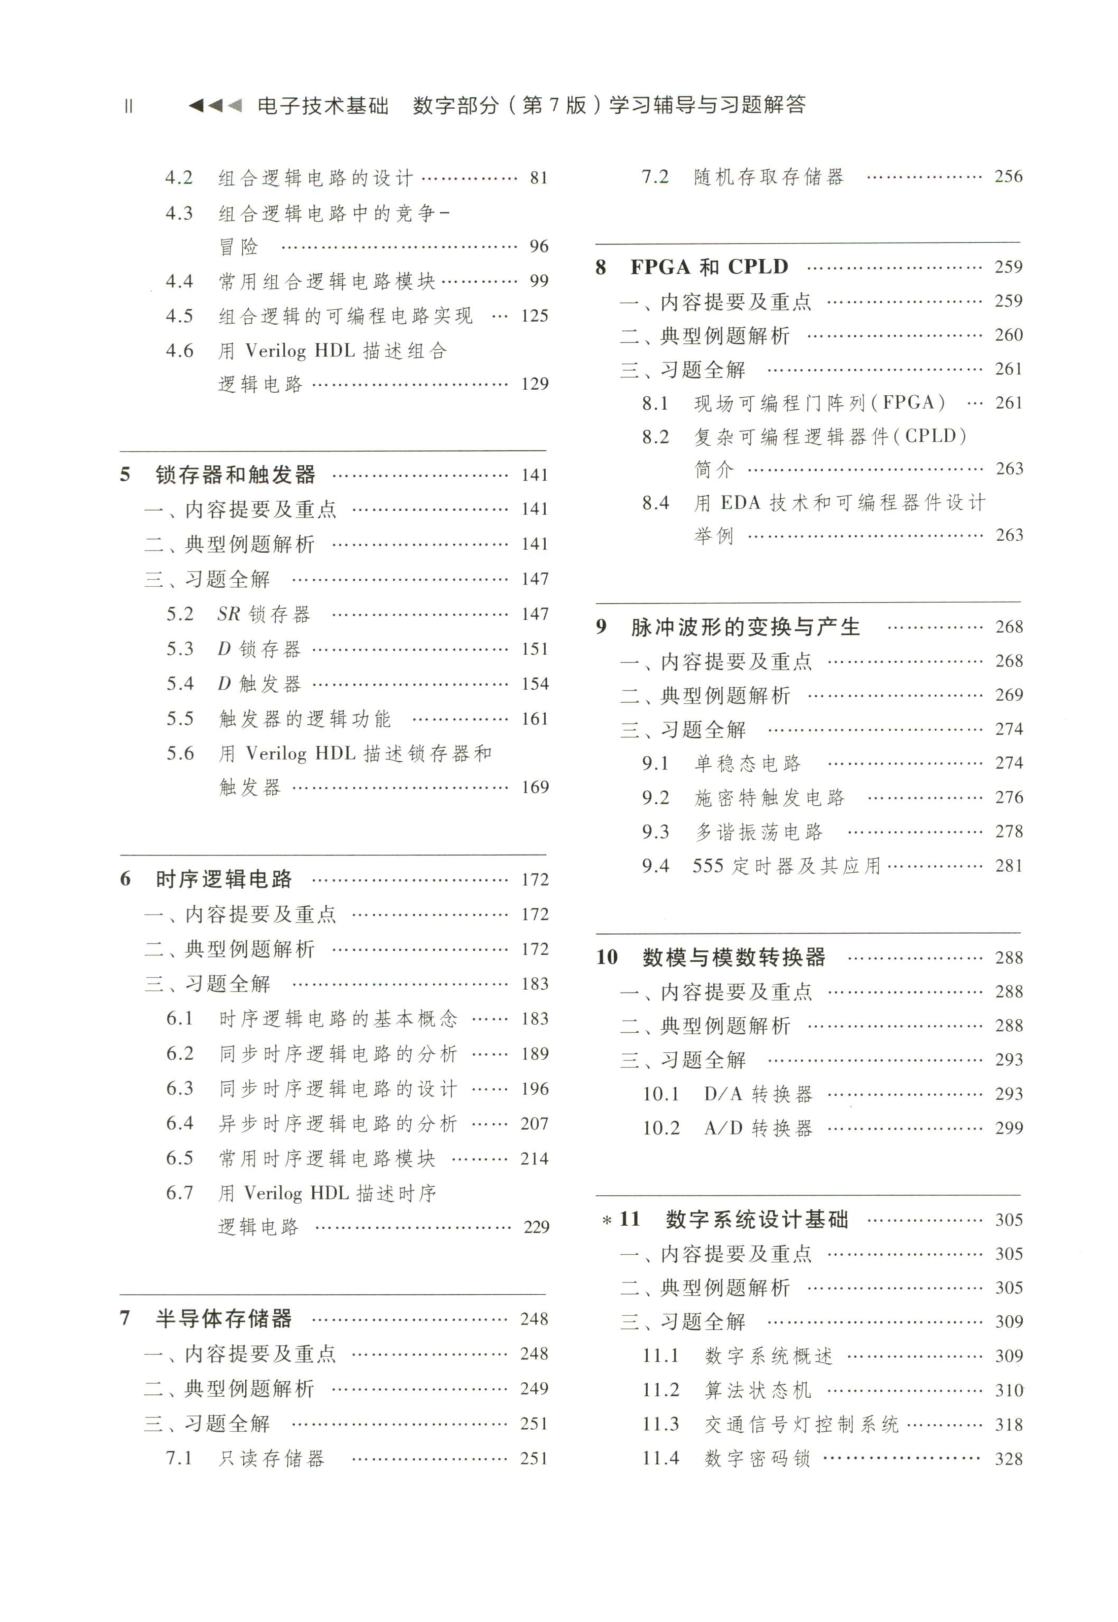 II ◀◀◀ 电子技术基础 数字部分(第7版)学习辅导与习题解答
4.2 组合逻辑电路的设计 …………… 81
4.3 组合逻辑电路中的竞争-
冒险 ……………………………… 96
4.4 常用组合逻辑电路模块 ………… 99
4.5 组合逻辑的可编程电路实现 … 125
4.6 用 Verilog HDL 描述组合
逻辑电路 ………………………… 129
5 锁存器和触发器 ……………………… 141
一、内容提要及重点 …………………… 141
二、典型例题解析 ……………………… 141
三、习题全解 …………………………… 147
5.2 SR 锁存器 ……………………… 147
5.3 D 锁存器 ………………………… 151
5.4 D 触发器 ………………………… 154
5.5 触发器的逻辑功能 …………… 161
5.6 用 Verilog HDL 描述锁存器和
触发器 …………………………… 169
6 时序逻辑电路 ………………………… 172
一、内容提要及重点 …………………… 172
二、典型例题解析 ……………………… 172
三、习题全解 …………………………… 183
6.1 时序逻辑电路的基本概念 …… 183
6.2 同步时序逻辑电路的分析 …… 189
6.3 同步时序逻辑电路的设计 …… 196
6.4 异步时序逻辑电路的分析 …… 207
6.5 常用时序逻辑电路模块 ……… 214
6.7 用 Verilog HDL 描述时序
逻辑电路 ………………………… 229
7 半导体存储器 ………………………… 248
一、内容提要及重点 …………………… 248
二、典型例题解析 ……………………… 249
三、习题全解 …………………………… 251
7.1 只读存储器 …………………… 251
7.2 随机存取存储器 ……………… 256
8 FPGA 和 CPLD ……………………… 259
一、内容提要及重点 …………………… 259
二、典型例题解析 ……………………… 260
三、习题全解 …………………………… 261
8.1 现场可编程门阵列(FPGA) … 261
8.2 复杂可编程逻辑器件(CPLD)
简介 ……………………………… 263
8.4 用 EDA 技术和可编程器件设计
举例 ……………………………… 263
9 脉冲波形的变换与产生 …………… 268
一、内容提要及重点 …………………… 268
二、典型例题解析 ……………………… 269
三、习题全解 …………………………… 274
9.1 单稳态电路 …………………… 274
9.2 施密特触发电路 ……………… 276
9.3 多谐振荡电路 ………………… 278
9.4 555 定时器及其应用 …………… 281
10 数模与模数转换器 ………………… 288
一、内容提要及重点 …………………… 288
二、典型例题解析 ……………………… 288
三、习题全解 …………………………… 293
10.1 D/A 转换器 …………………… 293
10.2 A/D 转换器 …………………… 299
*11 数字系统设计基础 ……………… 305
一、内容提要及重点 …………………… 305
二、典型例题解析 ……………………… 305
三、习题全解 …………………………… 309
11.1 数字系统概述 ………………… 309
11.2 算法状态机 …………………… 310
11.3 交通信号灯控制系统 ………… 318
11.4 数字密码锁 …………………… 328